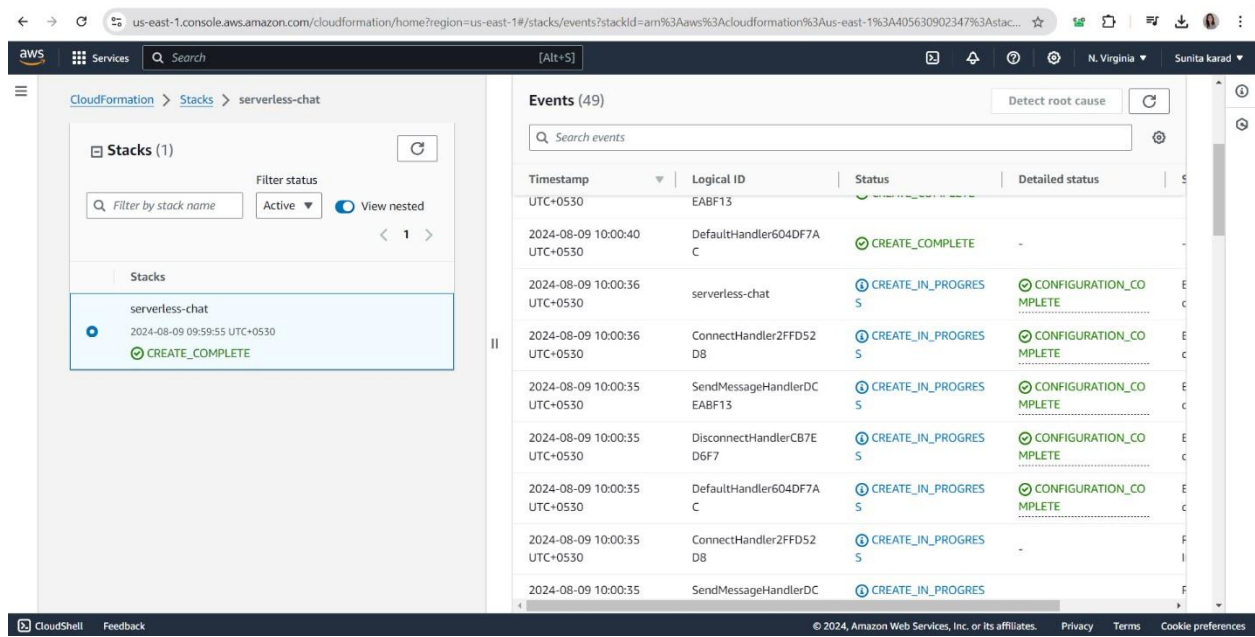 us-east-1.console.aws.amazon.com/cloudformation/home?region=us-east-1#/stacks/events?stackId=arn%3Aaws%3Acloudformation%3Aus-east-1%3A405630902347%3Astac...
aws
Services
Search
[Alt+S]
N. Virginia
Sunita karad
CloudFormation
Stacks
serverless-chat
Stacks (1)
Filter status
Filter by stack name
Active
View nested
1
Stacks
serverless-chat
2024-08-09 09:59:55 UTC+0530
CREATE_COMPLETE
Events (49)
Detect root cause
Search events
Timestamp
Logical ID
Status
Detailed status
UTC+0530
EABF13
CREATE_COMPLETE
2024-08-09 10:00:40
UTC+0530
DefaultHandler604DF7A
C
CREATE_COMPLETE
-
-
2024-08-09 10:00:36
UTC+0530
serverless-chat
CREATE_IN_PROGRES
S
CONFIGURATION_CO
MPLETE
2024-08-09 10:00:36
UTC+0530
ConnectHandler2FFD52
D8
CREATE_IN_PROGRES
S
CONFIGURATION_CO
MPLETE
2024-08-09 10:00:35
UTC+0530
SendMessageHandlerDC
EABF13
CREATE_IN_PROGRES
S
CONFIGURATION_CO
MPLETE
2024-08-09 10:00:35
UTC+0530
DisconnectHandlerCB7E
D6F7
CREATE_IN_PROGRES
S
CONFIGURATION_CO
MPLETE
2024-08-09 10:00:35
UTC+0530
DefaultHandler604DF7A
C
CREATE_IN_PROGRES
S
CONFIGURATION_CO
MPLETE
2024-08-09 10:00:35
UTC+0530
ConnectHandler2FFD52
D8
CREATE_IN_PROGRES
S
-
2024-08-09 10:00:35
SendMessageHandlerDC
CREATE_IN_PROGRES
CloudShell
Feedback
© 2024, Amazon Web Services, Inc. or its affiliates.
Privacy
Terms
Cookie preferences